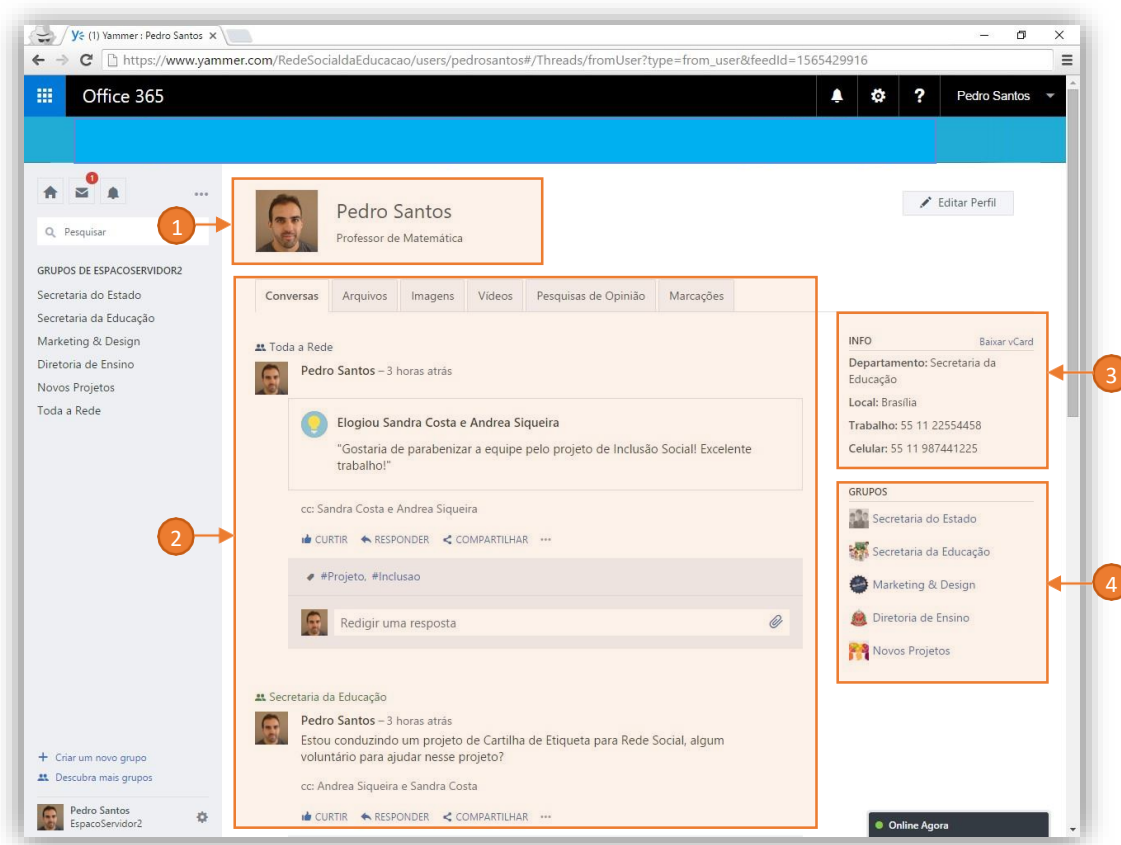 (1) Yammer : Pedro Santos
https://www.yammer.com/RedeSocialdaEducacao/users/pedrosantos#/Threads/fromUser?type=from_user&feedId=1565429916
Office 365
? Pedro Santos
1
Pesquisar
GRUPOS DE ESPACOSERVIDOR2
Secretaria do Estado
Secretaria da Educação
Marketing & Design
Diretoria de Ensino
Novos Projetos
Toda a Rede
+ Criar um novo grupo
Descubra mais grupos
Pedro Santos
EspacoServidor2
1
Pedro Santos
Professor de Matemática
Editar Perfil
2
Conversas Arquivos Imagens Vídeos Pesquisas de Opinião Marcações
Toda a Rede
Pedro Santos – 3 horas atrás
Elogiou Sandra Costa e Andrea Siqueira
"Gostaria de parabenizar a equipe pelo projeto de Inclusão Social! Excelente
trabalho!"
cc: Sandra Costa e Andrea Siqueira
CURTIR RESPONDER COMPARTILHAR ...
#Projeto, #Inclusao
Redigir uma resposta
Secretaria da Educação
Pedro Santos – 3 horas atrás
Estou conduzindo um projeto de Cartilha de Etiqueta para Rede Social, algum
voluntário para ajudar nesse projeto?
cc: Andrea Siqueira e Sandra Costa
CURTIR RESPONDER COMPARTILHAR ...
3
INFO Baixar vCard
Departamento: Secretaria da
Educação
Local: Brasília
Trabalho: 55 11 22554458
Celular: 55 11 987441225
4
GRUPOS
Secretaria do Estado
Secretaria da Educação
Marketing & Design
Diretoria de Ensino
Novos Projetos
Online Agora